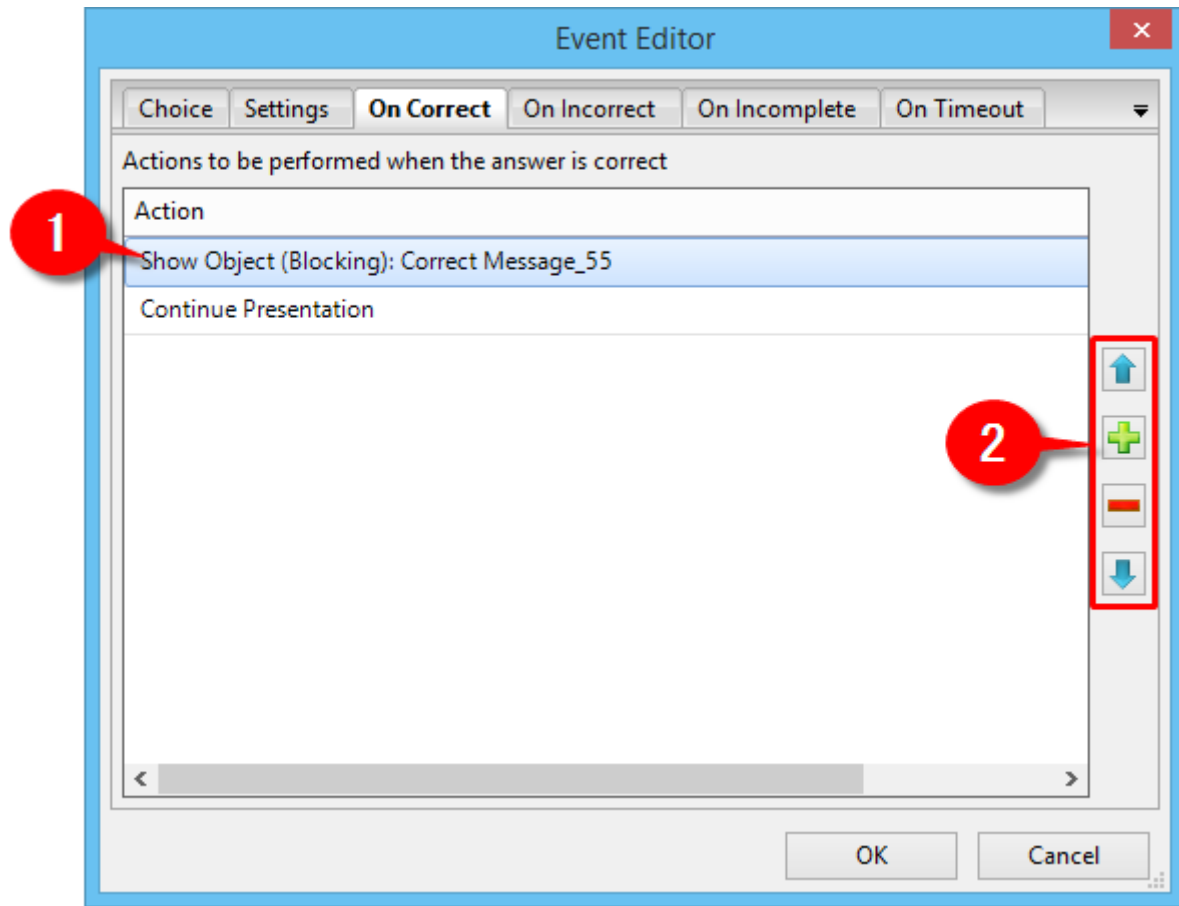 Event Editor
Choice Settings On Correct On Incorrect On Incomplete On Timeout
Actions to be performed when the answer is correct
Action
1
Show Object (Blocking): Correct Message_55
Continue Presentation
2
OK Cancel